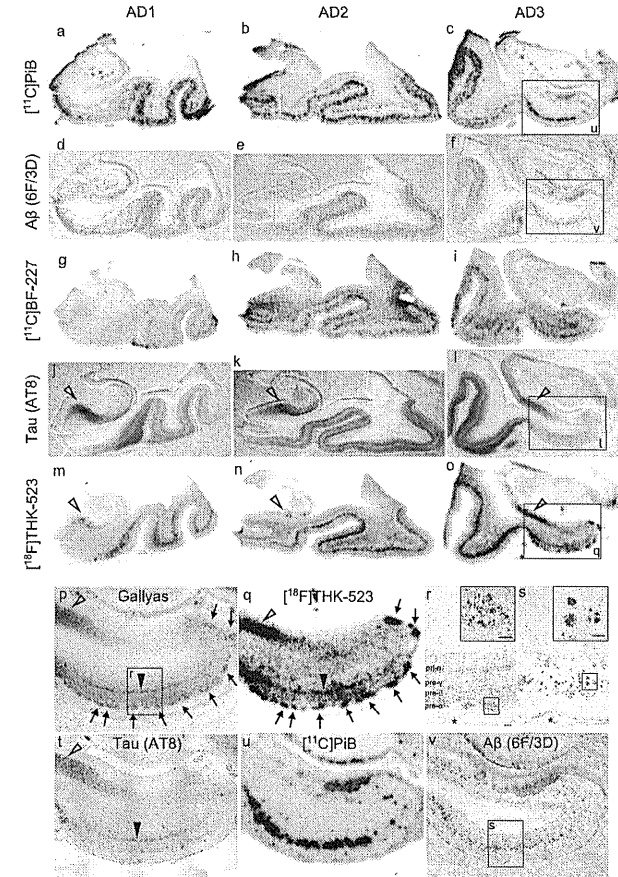 AD1 AD2 AD3
a b c
[¹¹C]PiB
u
d e f
Aβ (6F/3D)
v
g h i
[¹¹C]BF-227
j k l
Tau (AT8)
t
m n o
[¹⁸F]THK-523
q
p Gallyas q [¹⁸F]THK-523 r s
r
pri-α
pre-γ
pre-β
pre-α
t Tau (AT8) u [¹¹C]PiB v Aβ (6F/3D)
s